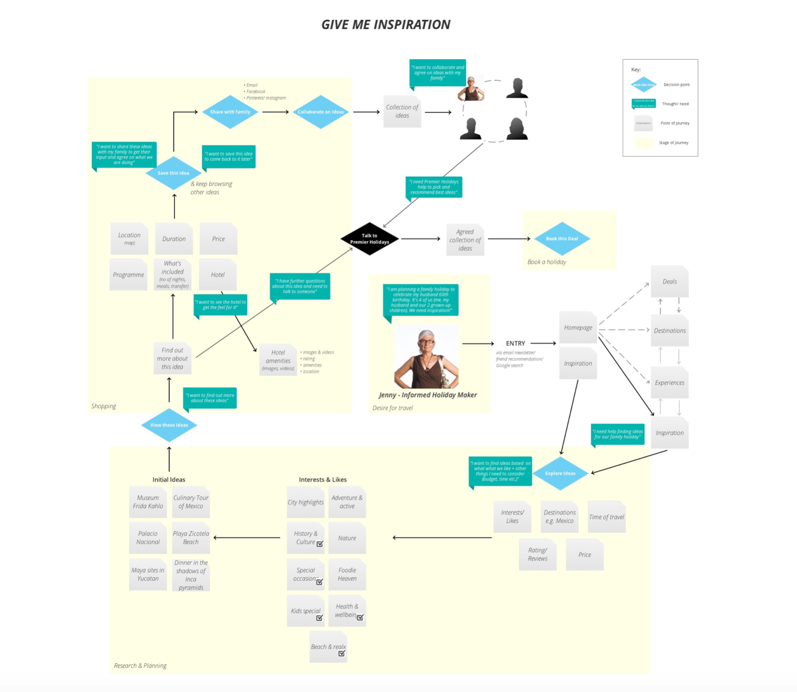 GIVE ME INSPIRATION
"I want to collaborate and
agree on ideas with my
family"
Key:
Decision point
Thought/ need
Point of journey
Stage of journey
• Email
• Facebook
• Pinterest/ Instagram
Share with Family
Collaborate on ideas
Collection of
ideas
"I want to share these ideas
with my family to get their
input and agree on what we
are doing"
"I want to save this idea
to come back to it later"
Save this idea
& keep browsing
other ideas
"I need Premier Holidays
help to pick and
recommend best ideas"
Location
map)
Duration
Price
Talk to
Premier Holidays
Agreed
collection of
ideas
Book this Deal
Book a holiday
Programme
What's
included
(no of nights,
meals, transfer)
Hotel
"I have further questions
about this idea and need to
talk to someone"
"I want to see the hotel to
get the feel for it"
"I am planning a family holiday to
celebrate my husband 60th
birthday. It's 4 of us (me, my
husband and our 2 grown-up
children). We need inspiration!"
Deals
Homepage
Destinations
ENTRY
via email newsletter/
friend recommendation/
Google search
Find out
more about
this idea
Hotel
amenities
(images, videos)
• images & videos
• rating
• amenities
• location
Inspiration
Experiences
Jenny - Informed Holiday Maker
Desire for travel
"I want to find out more
about these ideas"
Shopping
View these ideas
"I need help finding ideas
for our family holiday"
Inspiration
"I want to find ideas based on
what what we like + other
things I need to consider
(budget, time etc.)"
Explore ideas
Initial Ideas
Interests & Likes
Museum
Frida Kahlo
Culinary Tour
of Mexico
City highlights
Adventure &
active
Interests/
Likes
Destinations
e.g. Mexico
Time of travel
Palacio
Nacional
Playa Zicotela
Beach
History &
Culture
Nature
Rating/
Reviews
Price
Maya sites in
Yucatan
Dinner in the
shadows of
Inca
pyramids
Special
occasion
Foodie
Heaven
Kids special
Health &
wellbein
Beach & realx
Research & Planning